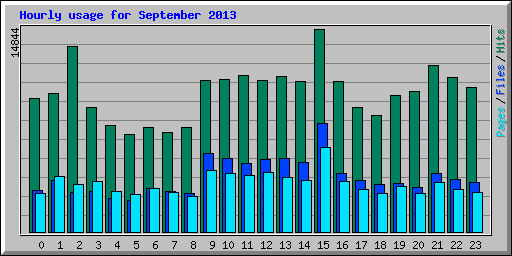 Hourly usage for September 2013
14844
Pages/Files/Hits
0 1 2 3 4 5 6 7 8 9 10 11 12 13 14 15 16 17 18 19 20 21 22 23